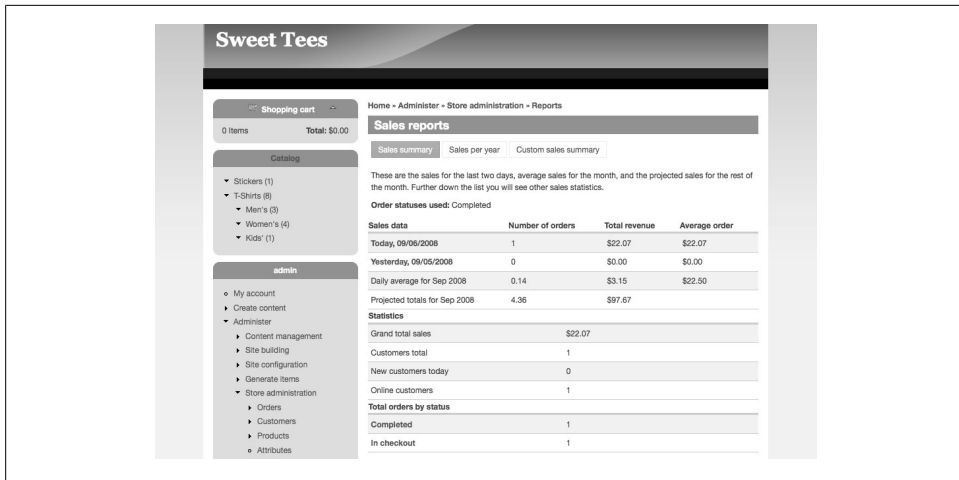 Sweet Tees
Shopping cart
0 Items Total: $0.00
Catalog
Stickers (1)
T-Shirts (8)
Men's (3)
Women's (4)
Kids' (1)
admin
My account
Create content
Administer
Content management
Site building
Site configuration
Generate items
Store administration
Orders
Customers
Products
Attributes
Home » Administer » Store administration » Reports
Sales reports
Sales summary Sales per year Custom sales summary
These are the sales for the last two days, average sales for the month, and the projected sales for the rest of
the month. Further down the list you will see other sales statistics.
Order statuses used: Completed
Sales data Number of orders Total revenue Average order
Today, 09/06/2008 1 $22.07 $22.07
Yesterday, 09/05/2008 0 $0.00 $0.00
Daily average for Sep 2008 0.14 $3.15 $22.50
Projected totals for Sep 2008 4.36 $97.67
Statistics
Grand total sales $22.07
Customers total 1
New customers today 0
Online customers 1
Total orders by status
Completed 1
In checkout 1